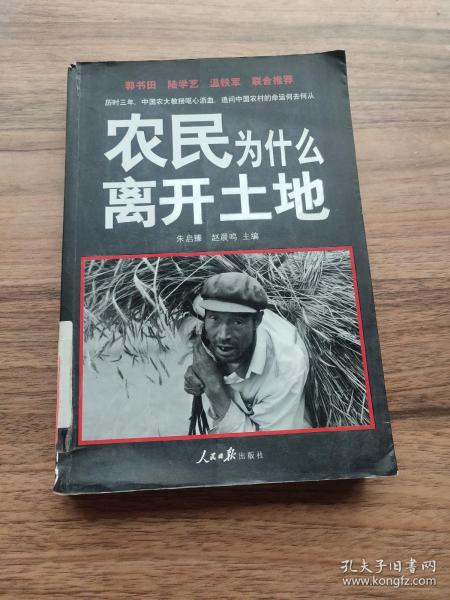 郭书田 陆学艺 温铁军 联合推荐
历时三年,中国农大教授呕心沥血,追问中国农村的命运何去何从
农民为什么
离开土地
朱启臻 赵晨鸣 主编
人民日报出版社
孔夫子旧书网
www.kongfz.com